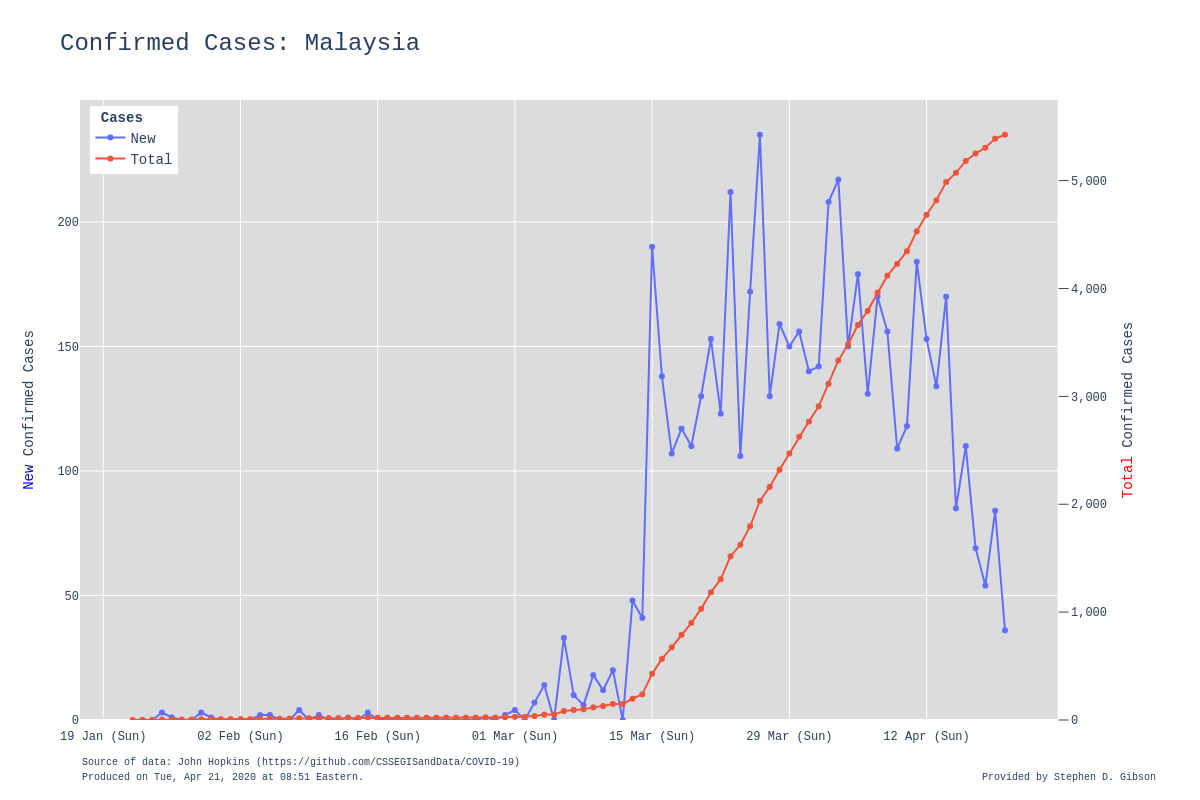 Confirmed Cases: Malaysia
Cases
New
Total
200
150
100
50
0
5,000
4,000
3,000
2,000
1,000
0
New Confirmed Cases
Total Confirmed Cases
19 Jan (Sun)
02 Feb (Sun)
16 Feb (Sun)
01 Mar (Sun)
15 Mar (Sun)
29 Mar (Sun)
12 Apr (Sun)
Source of data: John Hopkins (https://github.com/CSSEGISandData/COVID-19)
Produced on Tue, Apr 21, 2020 at 08:51 Eastern.
Provided by Stephen D. Gibson